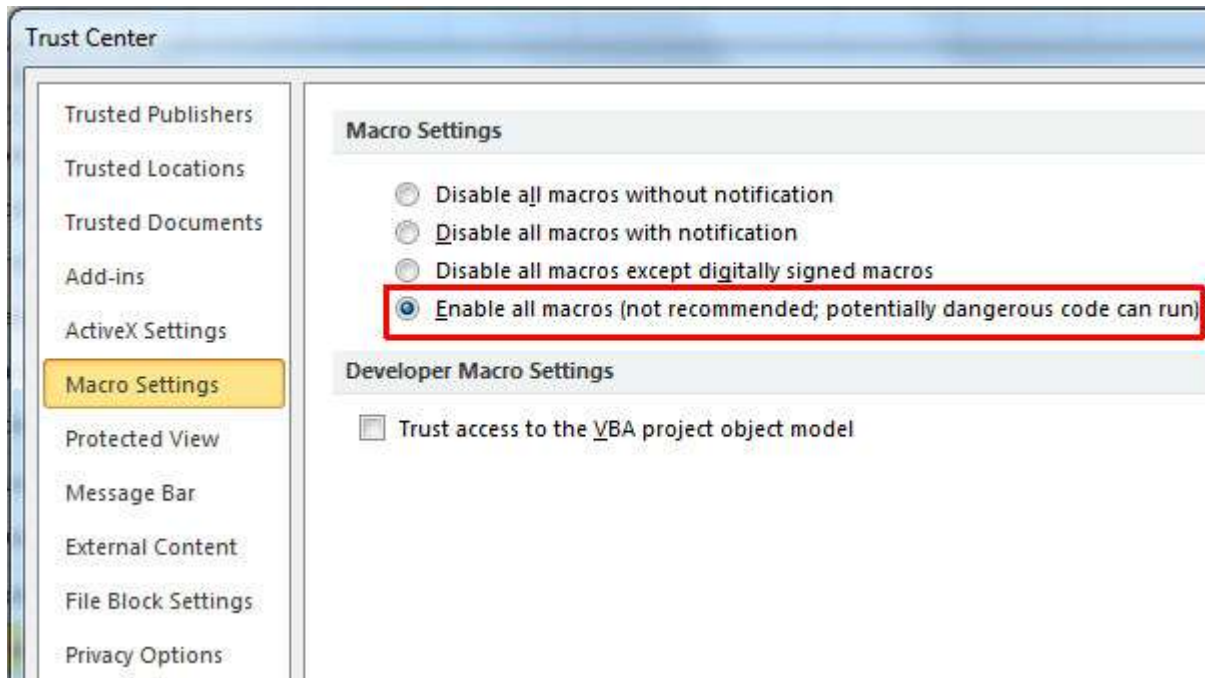 Trust Center
Trusted Publishers
Trusted Locations
Trusted Documents
Add-ins
ActiveX Settings
Macro Settings
Protected View
Message Bar
External Content
File Block Settings
Privacy Options
Macro Settings
Disable all macros without notification
Disable all macros with notification
Disable all macros except digitally signed macros
Enable all macros (not recommended; potentially dangerous code can run)
Developer Macro Settings
Trust access to the VBA project object model